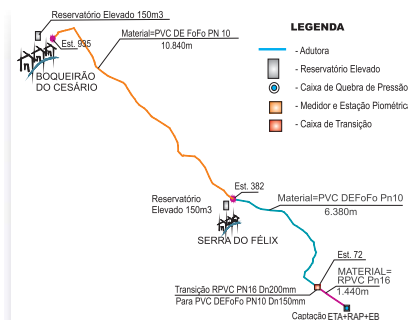 Reservatório Elevado 150m3
Est. 935
Material=PVC DE FoFo PN 10
10.840m
BOQUEIRÃO
DO CESÁRIO
LEGENDA
- Adutora
- Reservatório Elevado
- Caixa de Quebra de Pressão
- Medidor e Estação Piométrica
- Caixa de Transição
Est. 382
Reservatório
Elevado 150m3
Material=PVC DEFoFo PN10
6.380m
SERRA DO FÉLIX
Est. 72
MATERIAL=
RPVC Pn16
1.440m
Transição RPVC PN16 Dn200mm
Para PVC DEFoFo PN10 Dn150mm
Captação ETA+RAP+EB